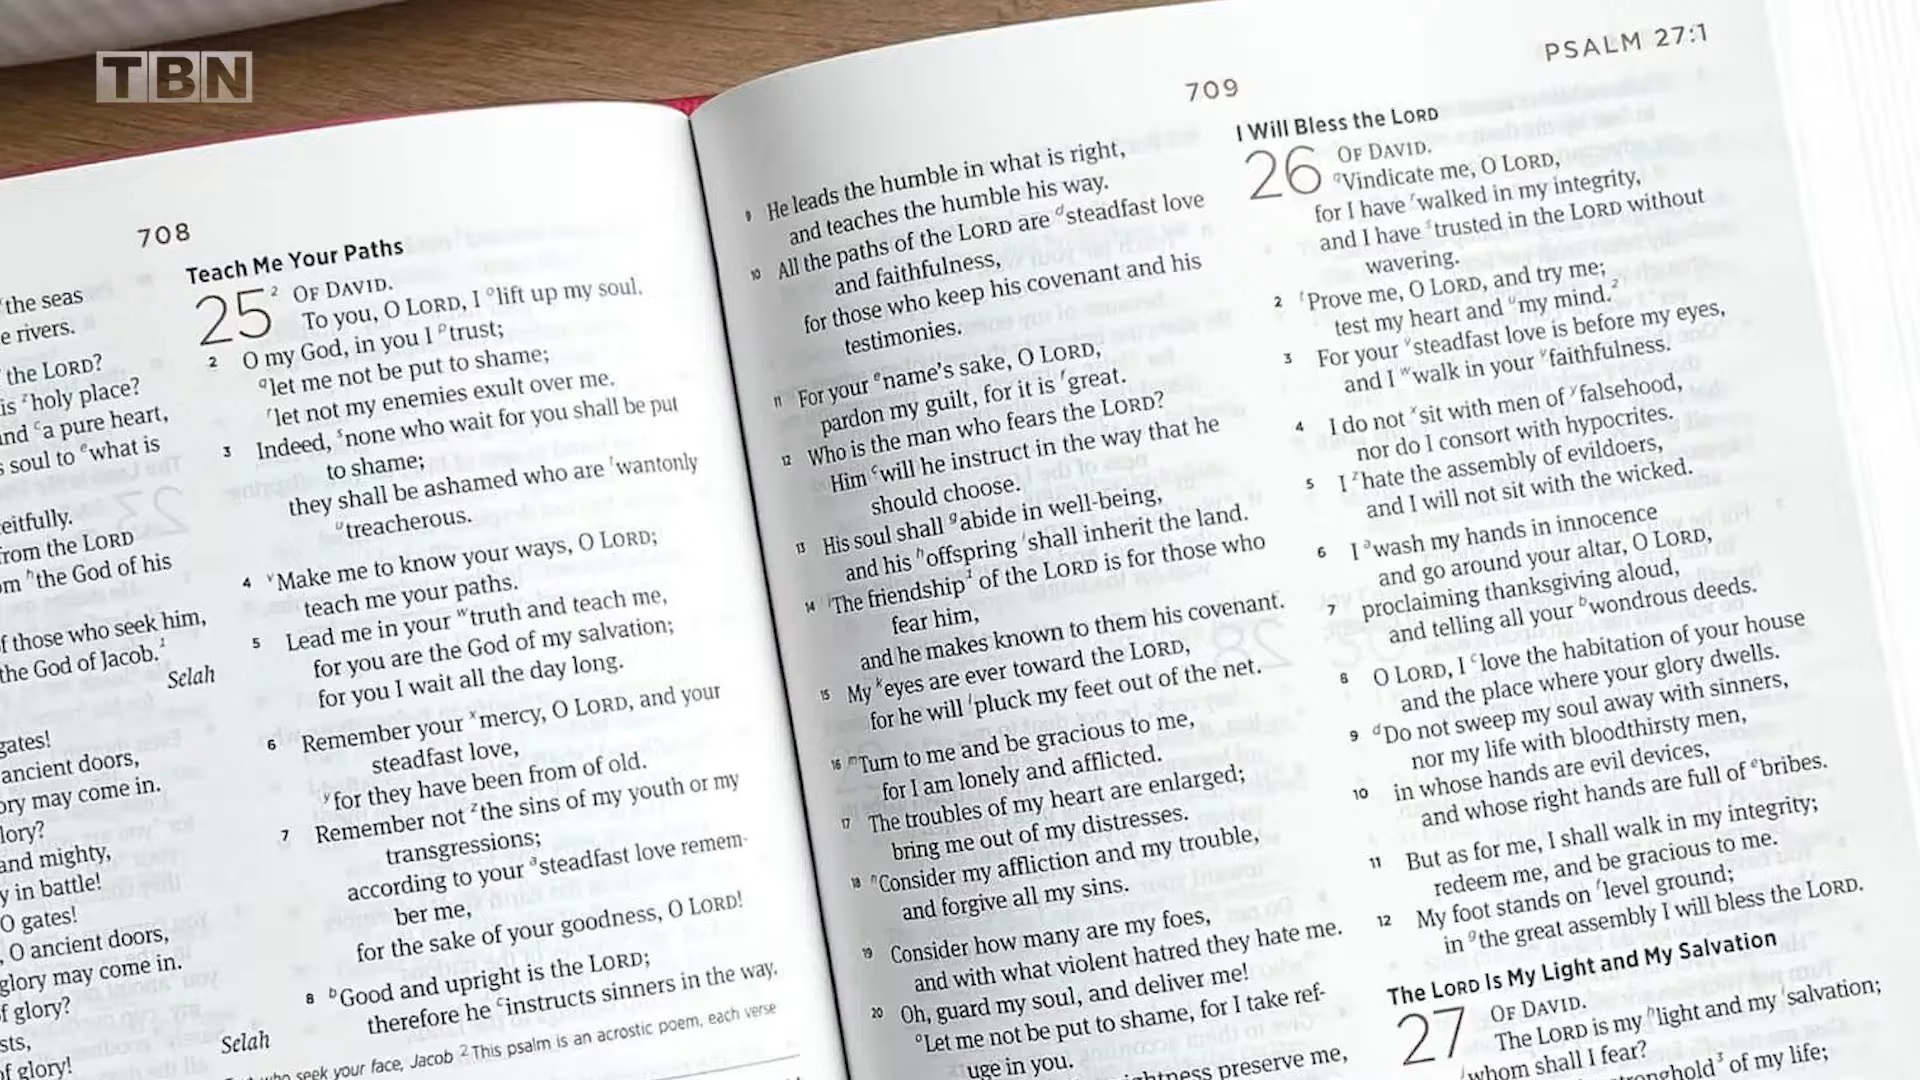 TBN
708
the seas
e rivers.
the LORD?
is holy place?
and a pure heart,
s soul to what is
eitfully.
from the LORD
om the God of his
f those who seek him,
the God of Jacob.1
Selah
gates!
ancient doors,
ory may come in.
lory?
and mighty,
y in battle!
O gates!
O ancient doors,
glory may come in.
f glory?
sts,
of glory!
Selah
Teach Me Your Paths
25 2 OF DAVID.
To you, O LORD, I o lift up my soul.
2 O my God, in you I p trust;
q let me not be put to shame;
r let not my enemies exult over me.
3 Indeed, s none who wait for you shall be put
to shame;
they shall be ashamed who are t wantonly
u treacherous.
4 v Make me to know your ways, O LORD;
teach me your paths.
5 Lead me in your w truth and teach me,
for you are the God of my salvation;
for you I wait all the day long.
6 Remember your x mercy, O LORD, and your
steadfast love,
y for they have been from of old.
7 Remember not z the sins of my youth or my
transgressions;
according to your a steadfast love remem-
ber me,
for the sake of your goodness, O LORD!
8 b Good and upright is the LORD;
therefore he c instructs sinners in the way.
who seek your face, Jacob 2 This psalm is an acrostic poem, each verse
709
PSALM 27:1
9 He leads the humble in what is right,
and teaches the humble his way.
10 All the paths of the LORD are d steadfast love
and faithfulness,
for those who keep his covenant and his
testimonies.
11 For your e name's sake, O LORD,
pardon my guilt, for it is f great.
12 Who is the man who fears the LORD?
Him c will he instruct in the way that he
should choose.
13 His soul shall g abide in well-being,
and his h offspring i shall inherit the land.
14 j The friendship1 of the LORD is for those who
fear him,
and he makes known to them his covenant.
15 My k eyes are ever toward the LORD,
for he will l pluck my feet out of the net.
16 m Turn to me and be gracious to me,
for I am lonely and afflicted.
17 The troubles of my heart are enlarged;
bring me out of my distresses.
18 n Consider my affliction and my trouble,
and forgive all my sins.
19 Consider how many are my foes,
and with what violent hatred they hate me.
20 Oh, guard my soul, and deliver me!
o Let me not be put to shame, for I take ref-
uge in you.
preserve me,
I Will Bless the LORD
26 OF DAVID.
q Vindicate me, O LORD,
for I have r walked in my integrity,
and I have s trusted in the LORD without
wavering.
2 t Prove me, O LORD, and try me;
test my heart and u my mind.2
3 For your v steadfast love is before my eyes,
and I w walk in your v faithfulness.
4 I do not x sit with men of y falsehood,
nor do I consort with hypocrites.
5 I z hate the assembly of evildoers,
and I will not sit with the wicked.
6 I a wash my hands in innocence
and go around your altar, O LORD,
7 proclaiming thanksgiving aloud,
and telling all your b wondrous deeds.
8 O LORD, I c love the habitation of your house
and the place where your glory dwells.
9 d Do not sweep my soul away with sinners,
nor my life with bloodthirsty men,
10 in whose hands are evil devices,
and whose right hands are full of e bribes.
11 But as for me, I shall walk in my integrity;
redeem me, and be gracious to me.
12 My foot stands on f level ground;
in g the great assembly I will bless the LORD.
The LORD Is My Light and My Salvation
27 OF DAVID.
The LORD is my h light and my i salvation;
j whom shall I fear?
3 of my life;